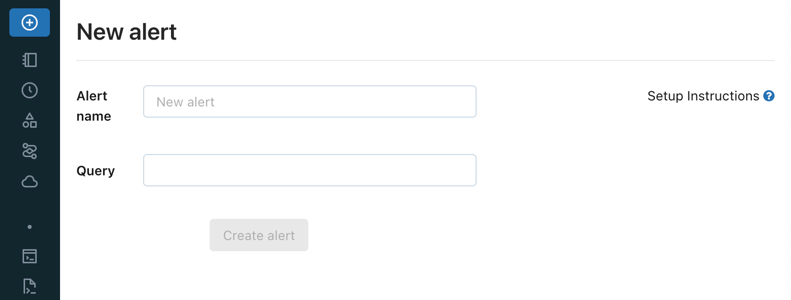 New alert
Alert
name
New alert
Setup Instructions
Query
Create alert